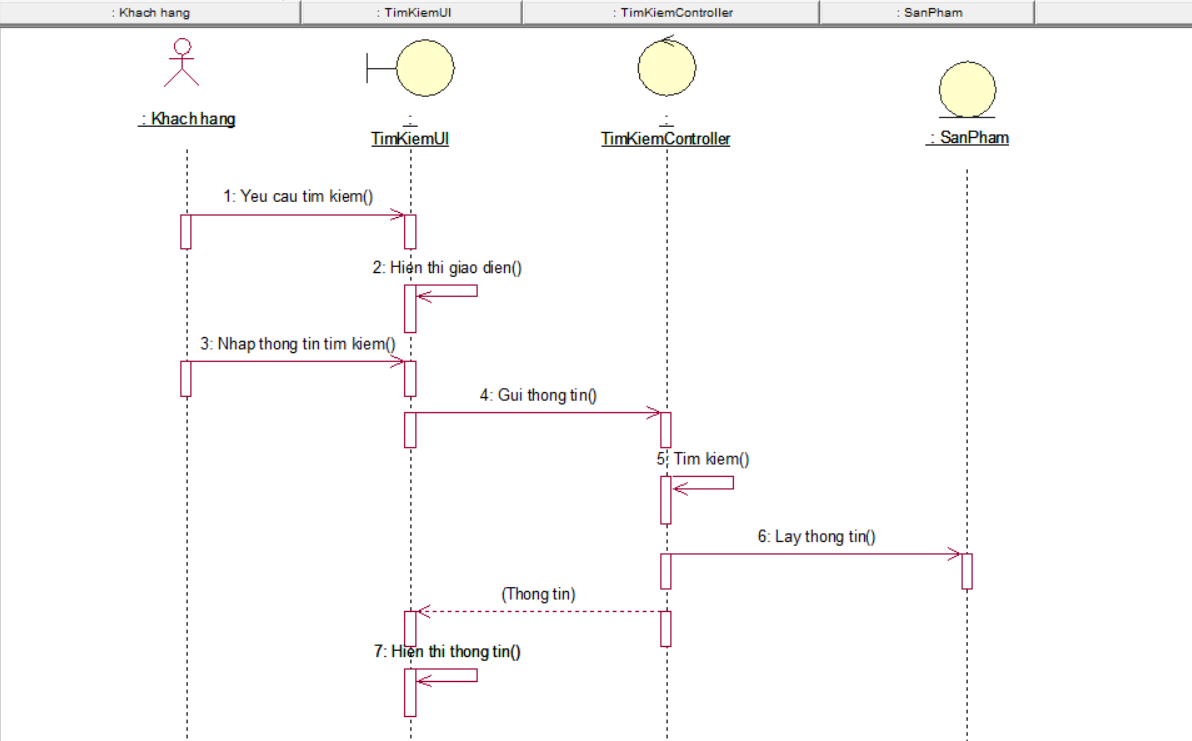 : Khach hang
: TimKiemUI
: TimKiemController
: SanPham
: Khach hang
:
TimKiemUI
:
TimKiemController
: SanPham
1: Yeu cau tim kiem()
2: Hien thi giao dien()
3: Nhap thong tin tim kiem()
4: Gui thong tin()
5: Tim kiem()
6: Lay thong tin()
(Thong tin)
7: Hien thi thong tin()